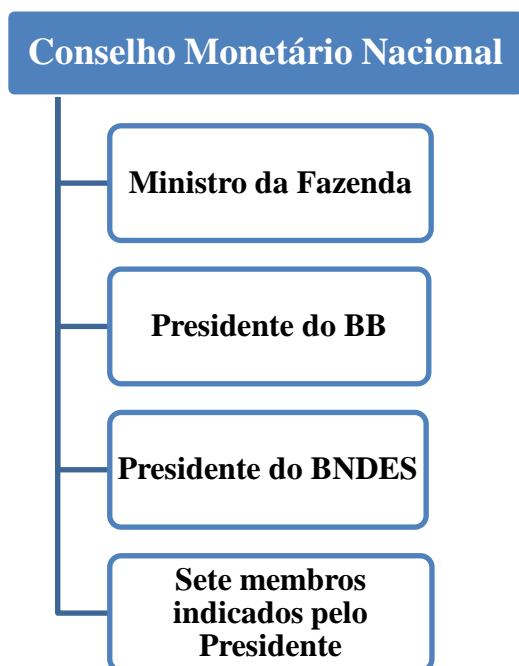 Conselho Monetário Nacional
Ministro da Fazenda
Presidente do BB
Presidente do BNDES
Sete membros
indicados pelo
Presidente